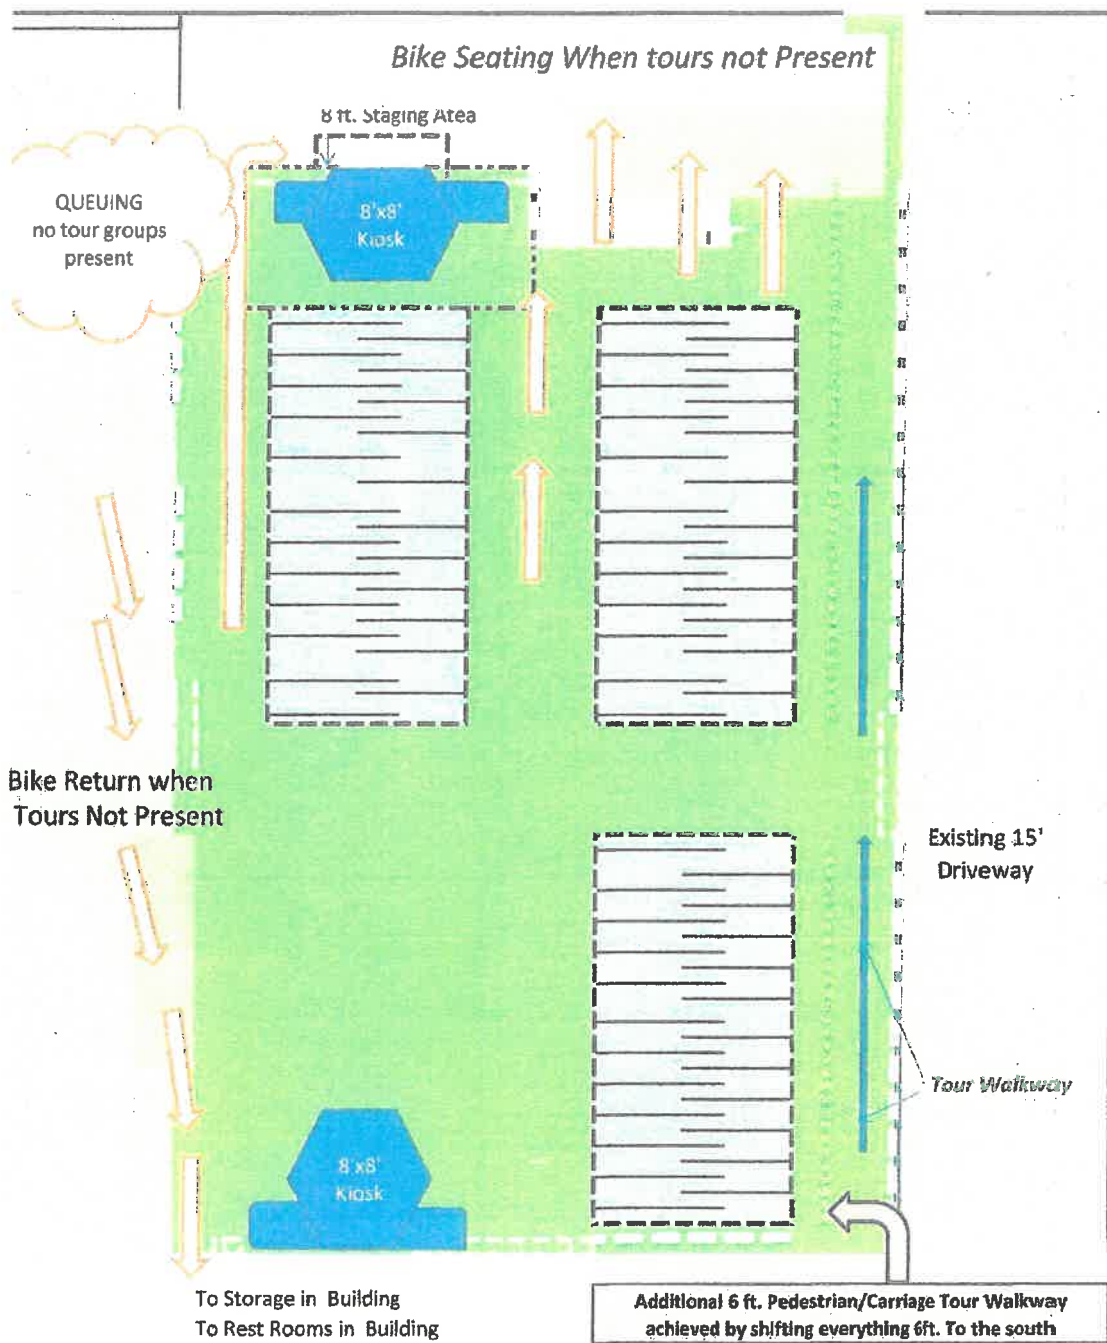 Bike Seating When tours not Present
8 ft. Staging Area
QUEUING
no tour groups
present
8'x8'
Kiosk
Bike Return when
Tours Not Present
Existing 15'
Driveway
Tour Walkway
8'x8'
Kiosk
To Storage in Building
To Rest Rooms in Building
Additional 6 ft. Pedestrian/Carriage Tour Walkway
achieved by shifting everything 6ft. To the south